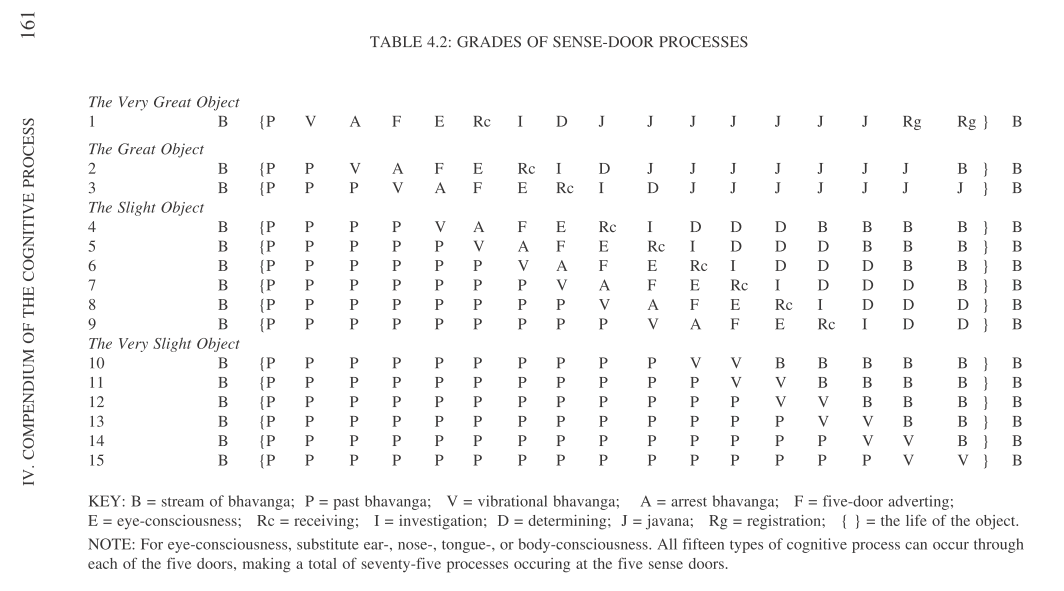 161
IV. COMPENDIUM OF THE COGNITIVE PROCESS
TABLE 4.2: GRADES OF SENSE-DOOR PROCESSES
The Very Great Object
1 B {P V A F E Rc I D J J J J J J J Rg Rg } B
The Great Object
2 B {P P V A F E Rc I D J J J J J J J B } B
3 B {P P P V A F E Rc I D J J J J J J J } B
The Slight Object
4 B {P P P P V A F E Rc I D D D B B B B } B
5 B {P P P P P V A F E Rc I D D D B B B } B
6 B {P P P P P P V A F E Rc I D D D B B } B
7 B {P P P P P P P V A F E Rc I D D D B } B
8 B {P P P P P P P P V A F E Rc I D D D } B
9 B {P P P P P P P P P V A F E Rc I D D } B
The Very Slight Object
10 B {P P P P P P P P P P V V B B B B B } B
11 B {P P P P P P P P P P P V V B B B B } B
12 B {P P P P P P P P P P P P V V B B B } B
13 B {P P P P P P P P P P P P P V V B B } B
14 B {P P P P P P P P P P P P P P V V B } B
15 B {P P P P P P P P P P P P P P P V V } B
KEY: B = stream of bhavanga; P = past bhavanga; V = vibrational bhavanga; A = arrest bhavanga; F = five-door adverting;
E = eye-consciousness; Rc = receiving; I = investigation; D = determining; J = javana; Rg = registration; { } = the life of the object.
NOTE: For eye-consciousness, substitute ear-, nose-, tongue-, or body-consciousness. All fifteen types of cognitive process can occur through
each of the five doors, making a total of seventy-five processes occuring at the five sense doors.